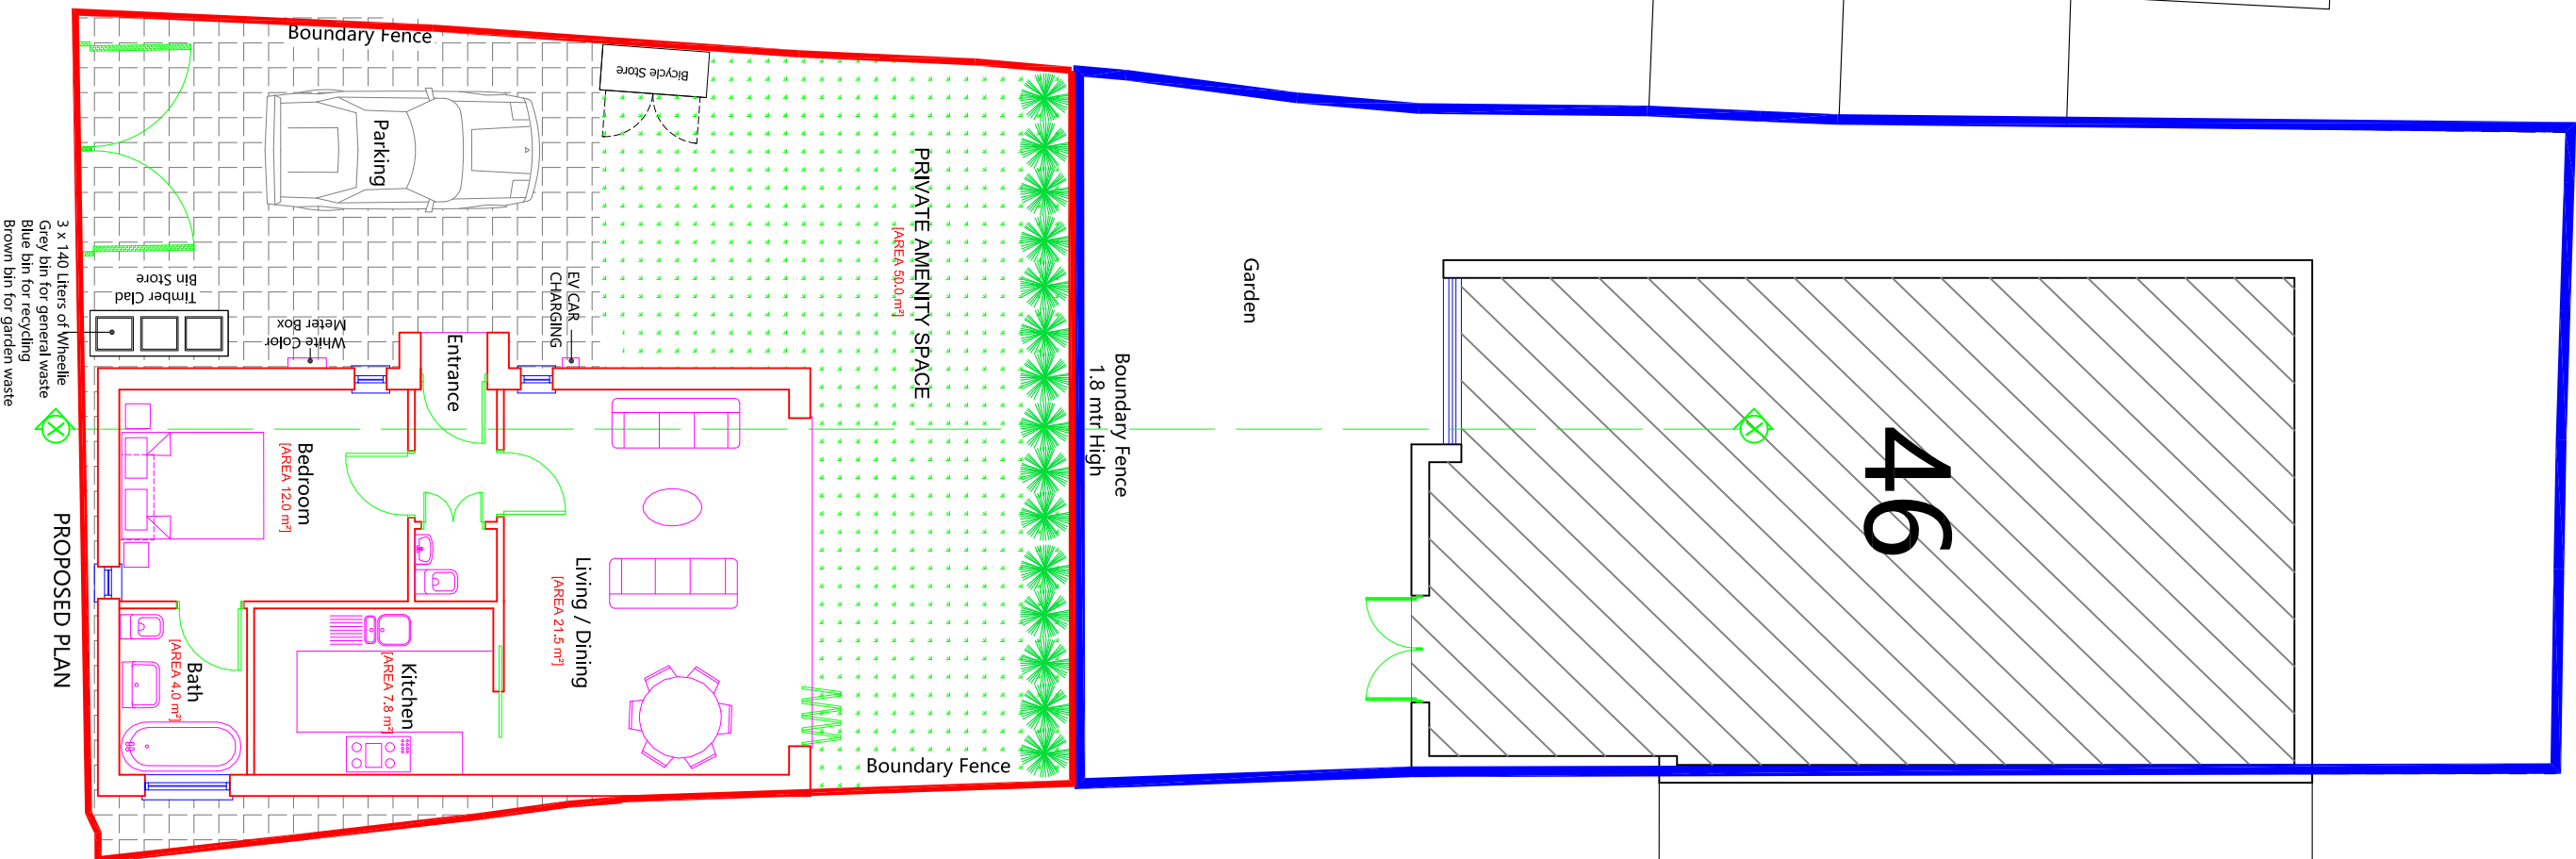 Boundary Fence
Bicycle Store
Parking
PRIVATE AMENITY SPACE
[AREA 50.0 m²]
3 x 140 Liters of Wheelie
Grey bin for general waste
Blue bin for recycling
Brown bin for garden waste
Timber Clad
Bin Store
White Color
Meter Box
EV CAR
CHARGING
Entrance
Garden
Boundary Fence
1.8 mtr High
46
X
X
Bedroom
[AREA 12.0 m²]
Living / Dining
[AREA 21.5 m²]
Kitchen
[AREA 7.8 m²]
Bath
[AREA 4.0 m²]
Boundary Fence
PROPOSED PLAN